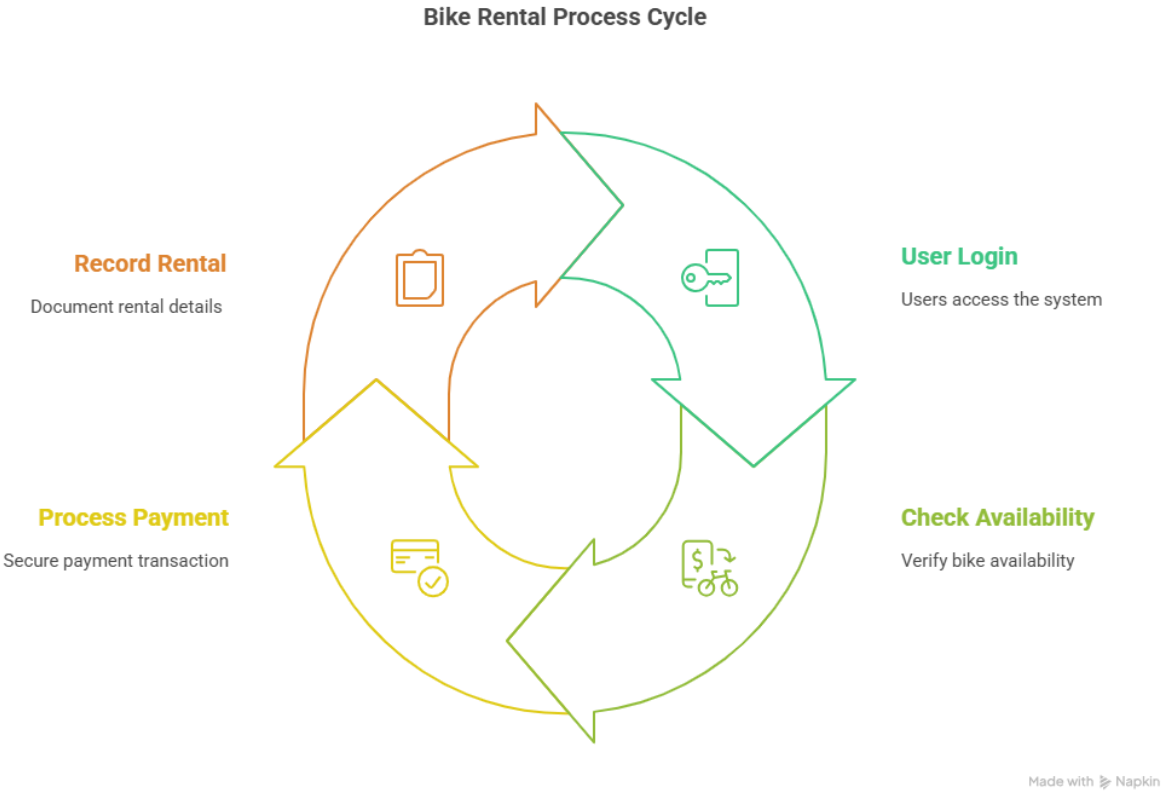 Bike Rental Process Cycle
Record Rental
Document rental details
User Login
Users access the system
Process Payment
Secure payment transaction
Check Availability
Verify bike availability
$
Made with Napkin